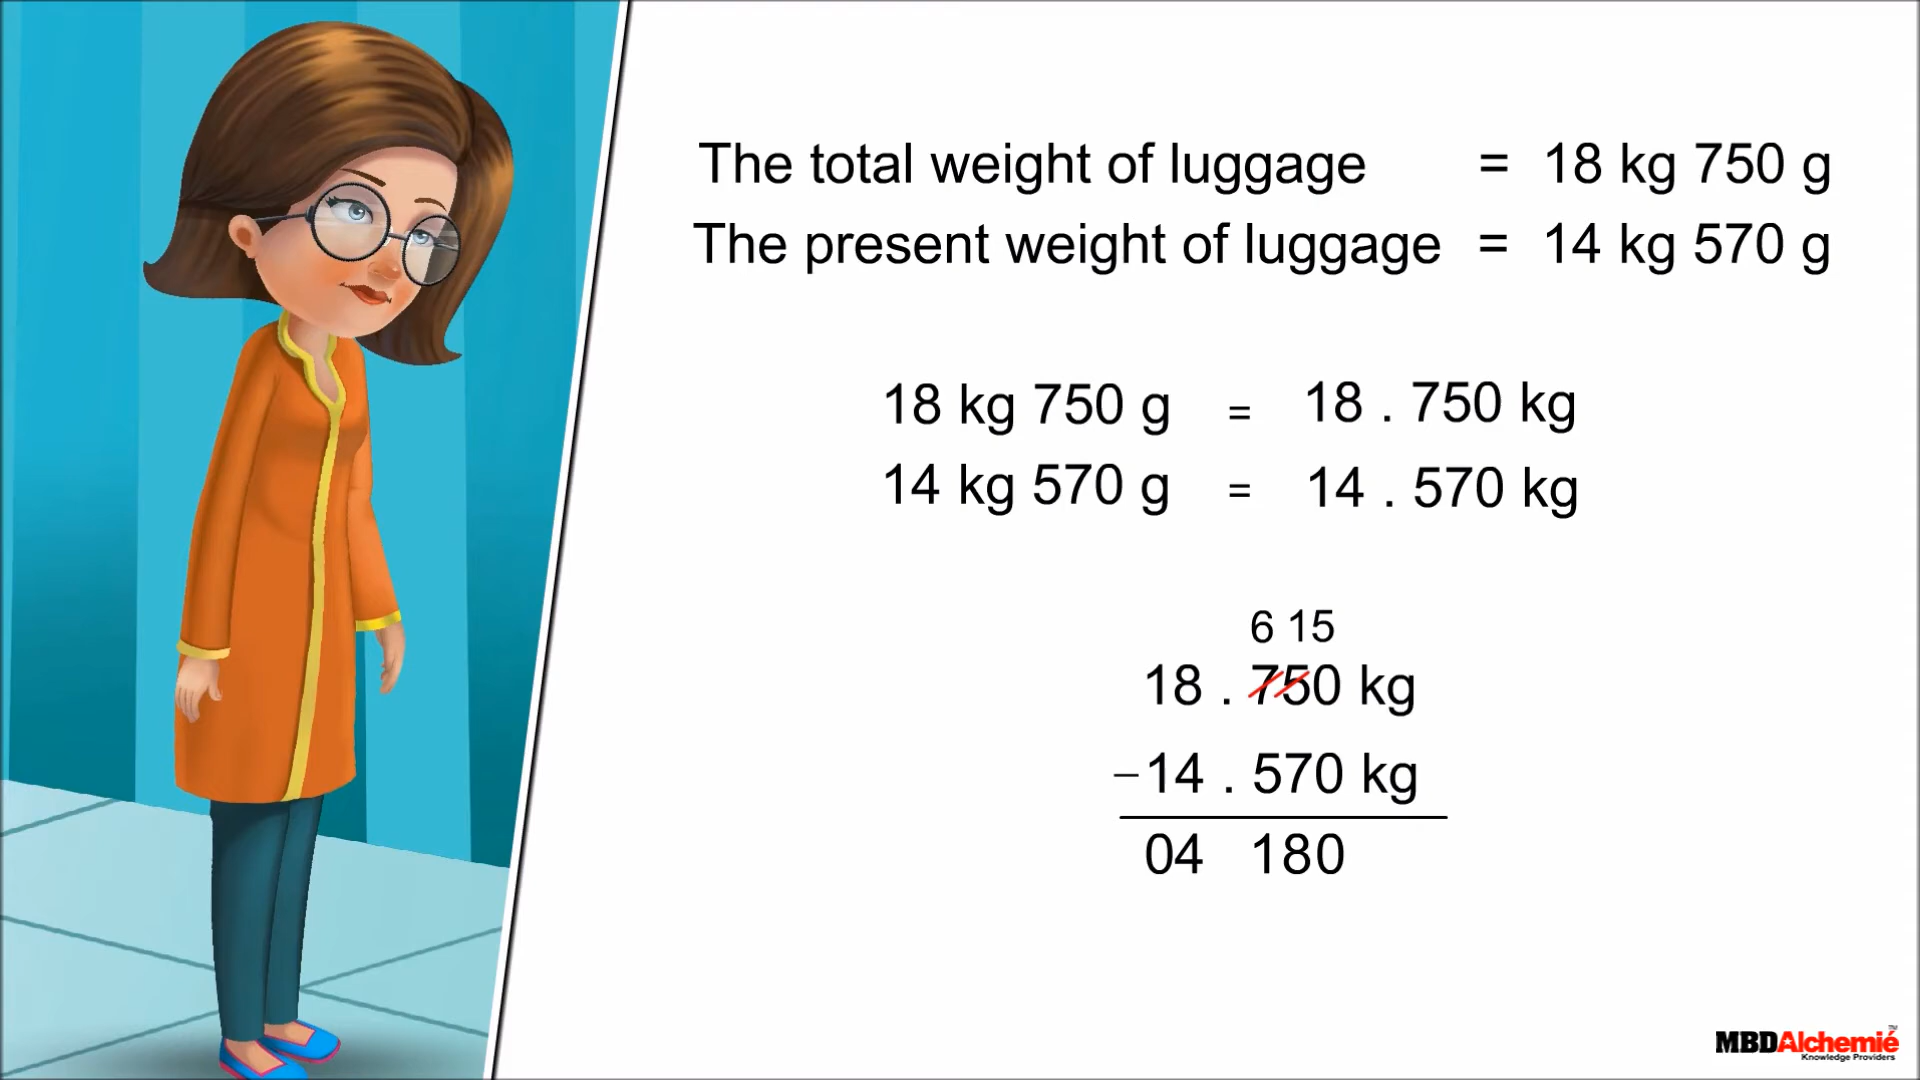 The total weight of luggage = 18 kg 750 g
The present weight of luggage = 14 kg 570 g
18 kg 750 g = 18 . 750 kg
14 kg 570 g = 14 . 570 kg
6 15
18 . 750 kg
–14 . 570 kg
04 180
MBDAlchemié™
Knowledge Providers